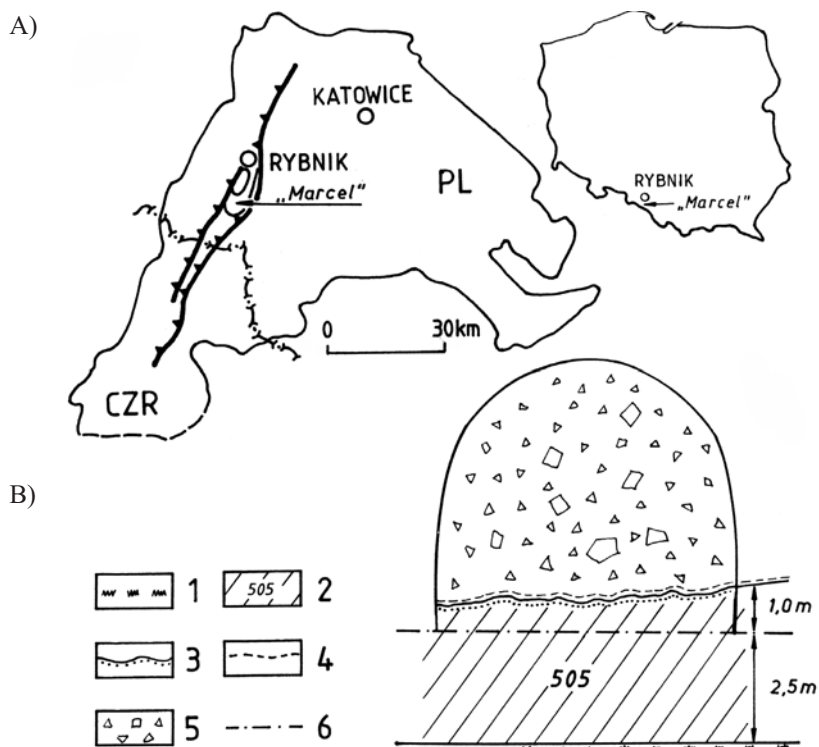 A)
KATOWICE
RYBNIK
„Marcel"
PL
0 30km
CZR
RYBNIK
„Marcel"
B)
1
505 2
3
4
5
6
505
1,0m
2,5m